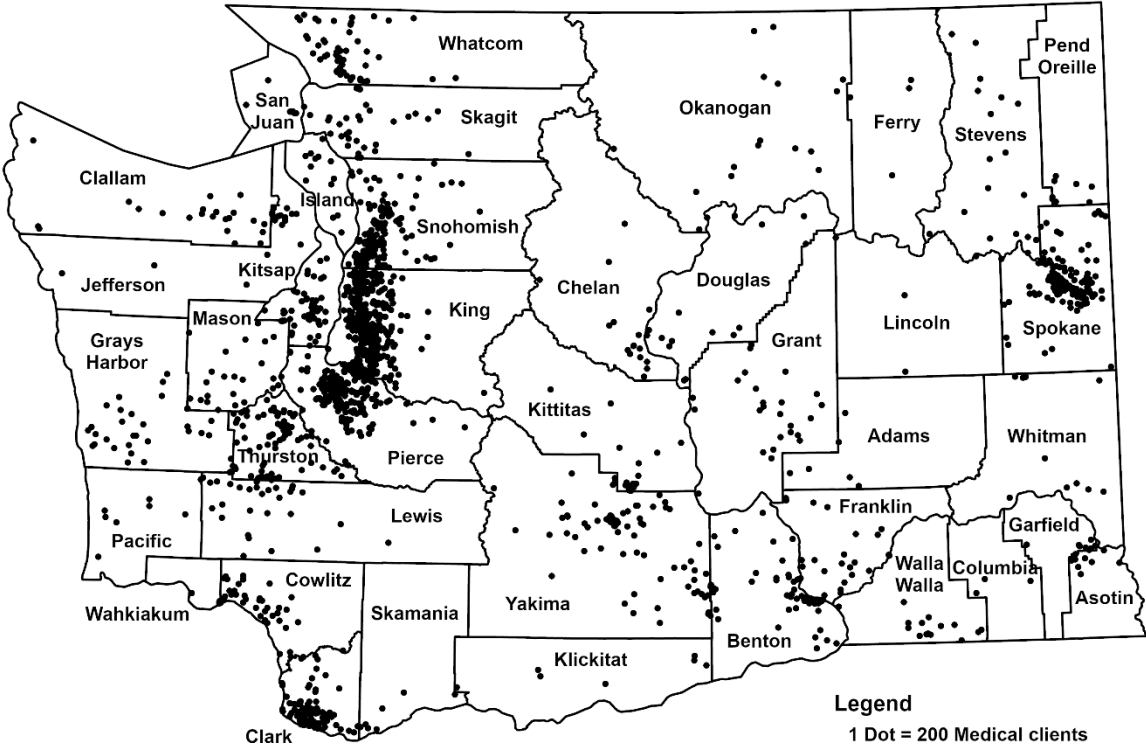 Whatcom
Pend
Oreille
San
Juan
Skagit
Okanogan
Ferry
Stevens
Clallam
Island
Snohomish
Jefferson
Kitsap
Chelan
Douglas
Mason
King
Grays
Harbor
Grant
Lincoln
Spokane
Kittitas
Adams
Whitman
Thurston
Pierce
Lewis
Franklin
Garfield
Pacific
Walla
Walla
Columbia
Cowlitz
Wahkiakum
Skamania
Yakima
Asotin
Benton
Klickitat
Clark
Legend
1 Dot = 200 Medical clients